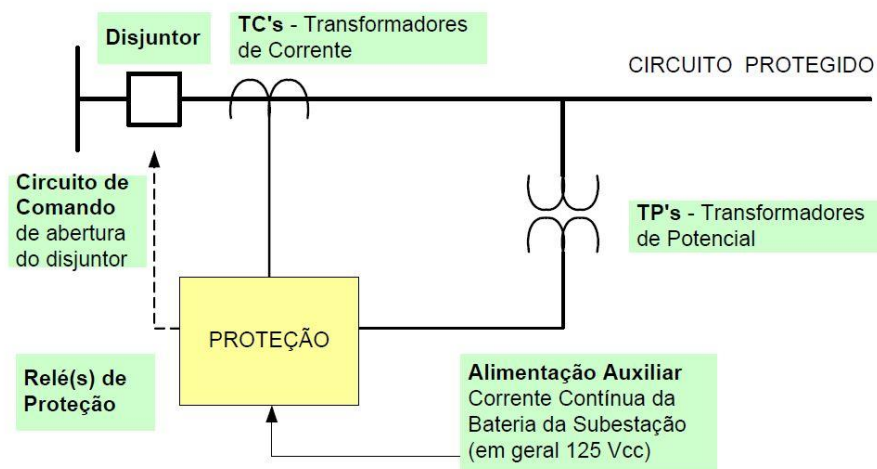 Disjuntor
TC's - Transformadores
de Corrente
CIRCUITO PROTEGIDO
Circuito de
Comando
de abertura
do disjuntor
TP's - Transformadores
de Potencial
PROTEÇÃO
Relé(s) de
Proteção
Alimentação Auxiliar
Corrente Contínua da
Bateria da Subestação
(em geral 125 Vcc)